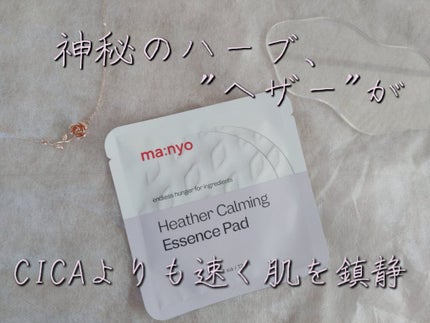 神秘のハーブ、
"ヘザー"が
ma:nyo
endless hunger for ingredients
Heather Calming
Essence Pad
CICAよりも速く肌を鎮静